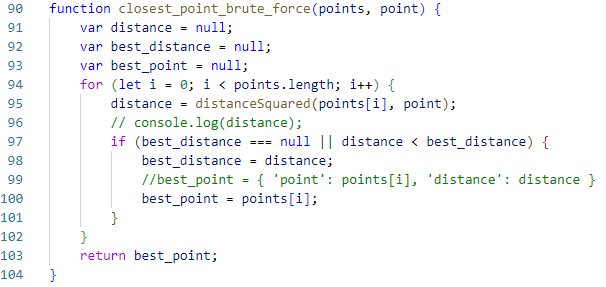 90 function closest_point_brute_force(points, point) {
91     var distance = null;
92     var best_distance = null;
93     var best_point = null;
94     for (let i = 0; i < points.length; i++) {
95         distance = distanceSquared(points[i], point);
96         // console.log(distance);
97         if (best_distance === null || distance < best_distance) {
98             best_distance = distance;
99             //best_point = { 'point': points[i], 'distance': distance }
100             best_point = points[i];
101         }
102     }
103     return best_point;
104 }